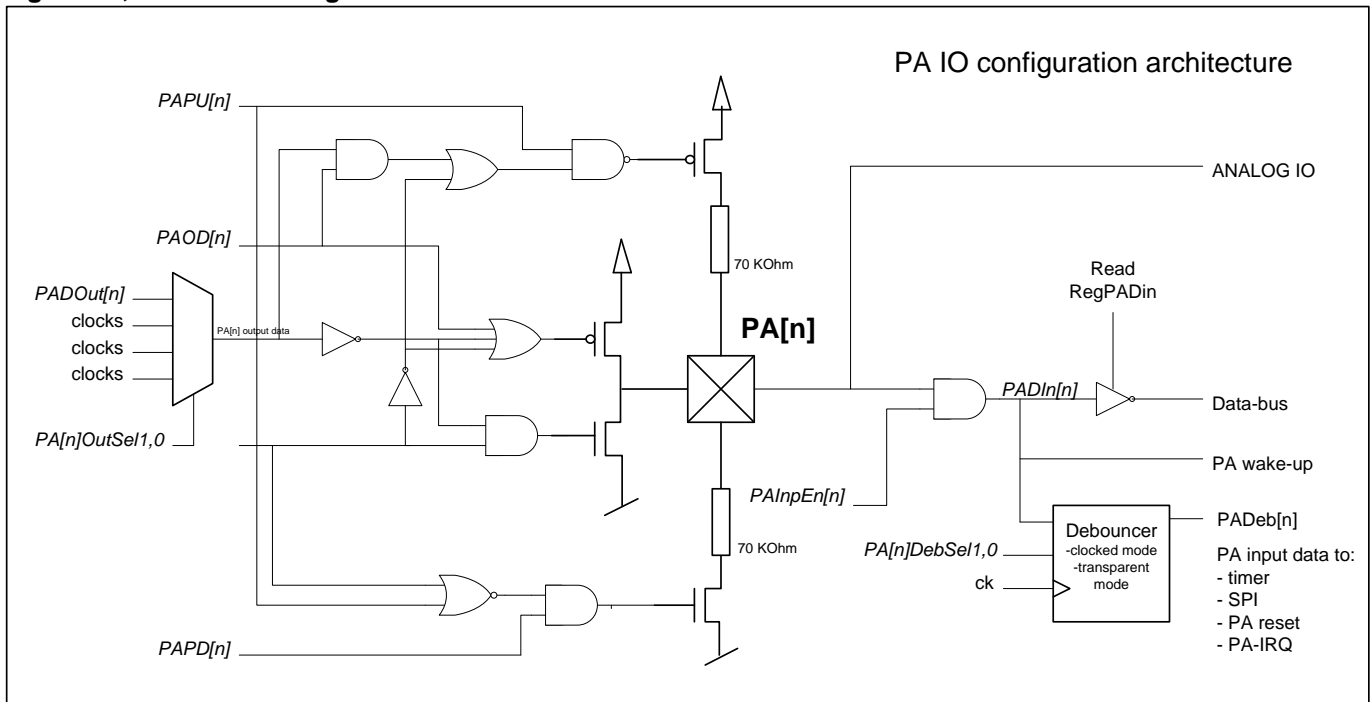 PA IO configuration architecture
PAPU[n]
ANALOG IO
PAOD[n]
70 KOhm
Read
RegPADin
PADOut[n]
clocks
clocks
clocks
PA[n] output data
PA[n]
PADIn[n]
Data-bus
PA[n]OutSel1,0
PA wake-up
PAInpEn[n]
70 KOhm
Debouncer
-clocked mode
-transparent
mode
PADeb[n]
PA[n]DebSel1,0
ck
PA input data to:
- timer
- SPI
- PA reset
- PA-IRQ
PAPD[n]